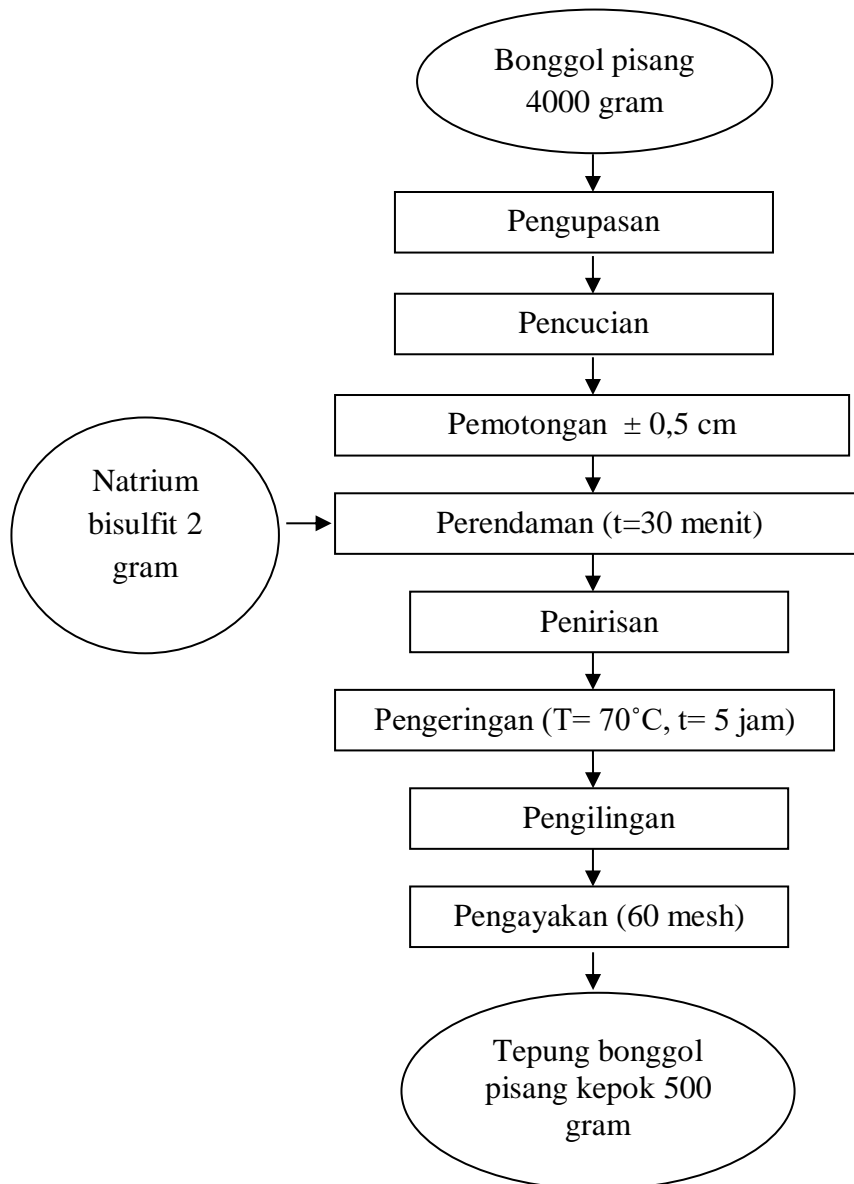 Bonggol pisang
4000 gram
Pengupasan
Pencucian
Pemotongan ± 0,5 cm
Natrium
bisulfit 2
gram
Perendaman (t=30 menit)
Penirisan
Pengeringan (T= 70˚C, t= 5 jam)
Pengilingan
Pengayakan (60 mesh)
Tepung bonggol
pisang kepok 500
gram